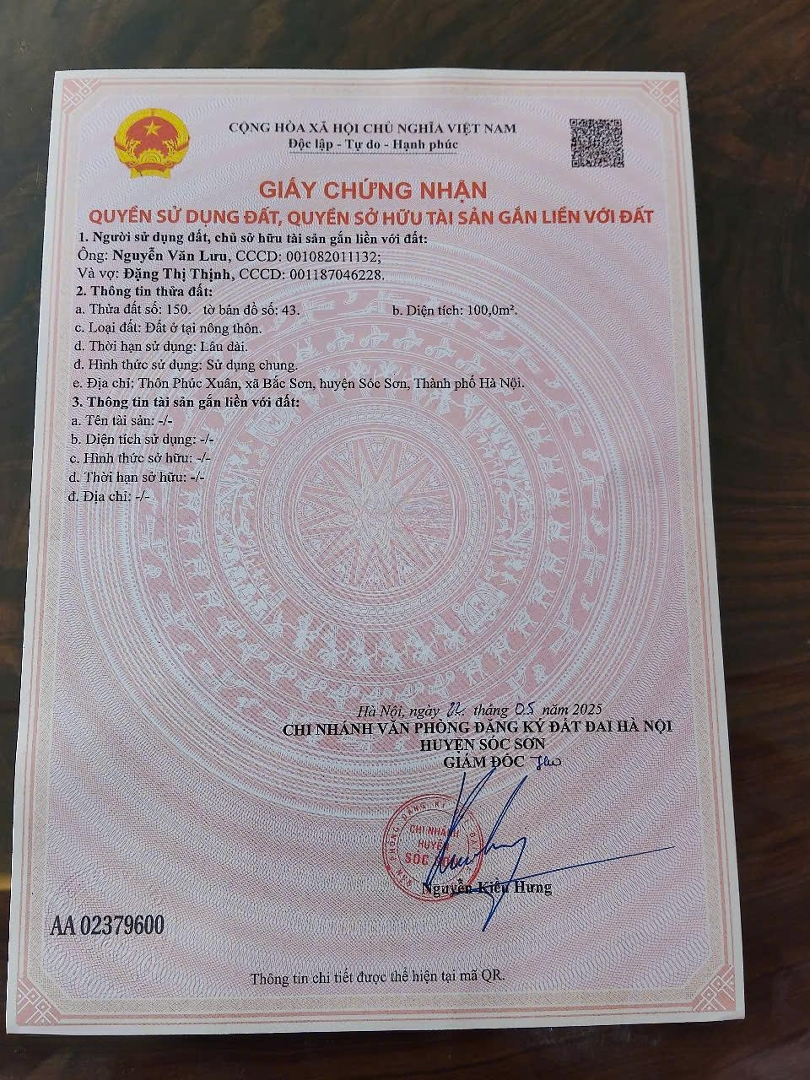 CỘNG HÒA XÃ HỘI CHỦ NGHĨA VIỆT NAM
Độc lập - Tự do - Hạnh phúc
GIẤY CHỨNG NHẬN
QUYỀN SỬ DỤNG ĐẤT, QUYỀN SỞ HỮU TÀI SẢN GẮN LIỀN VỚI ĐẤT
1. Người sử dụng đất, chủ sở hữu tài sản gắn liền với đất:
Ông: Nguyễn Văn Lưu, CCCD: 001082011132;
Và vợ: Đặng Thị Thịnh, CCCD: 001187046228.
2. Thông tin thửa đất:
a. Thửa đất số: 150. tờ bản đồ số: 43. b. Diện tích: 100,0m².
c. Loại đất: Đất ở tại nông thôn.
d. Thời hạn sử dụng: Lâu dài.
đ. Hình thức sử dụng: Sử dụng chung.
e. Địa chỉ: Thôn Phúc Xuân, xã Bắc Sơn, huyện Sóc Sơn, Thành phố Hà Nội.
3. Thông tin tài sản gắn liền với đất:
a. Tên tài sản: -/-
b. Diện tích sử dụng: -/-
c. Hình thức sở hữu: -/-
d. Thời hạn sở hữu: -/-
đ. Địa chỉ: -/-
Hà Nội, ngày 22 tháng 05 năm 2025
CHI NHÁNH VĂN PHÒNG ĐĂNG KÝ ĐẤT ĐAI HÀ NỘI
HUYỆN SÓC SƠN
GIÁM ĐỐC
CHI NHÁNH
HUYỆN
SÓC
Nguyễn Kiều Hưng
AA 02379600
Thông tin chi tiết được thể hiện tại mã QR.